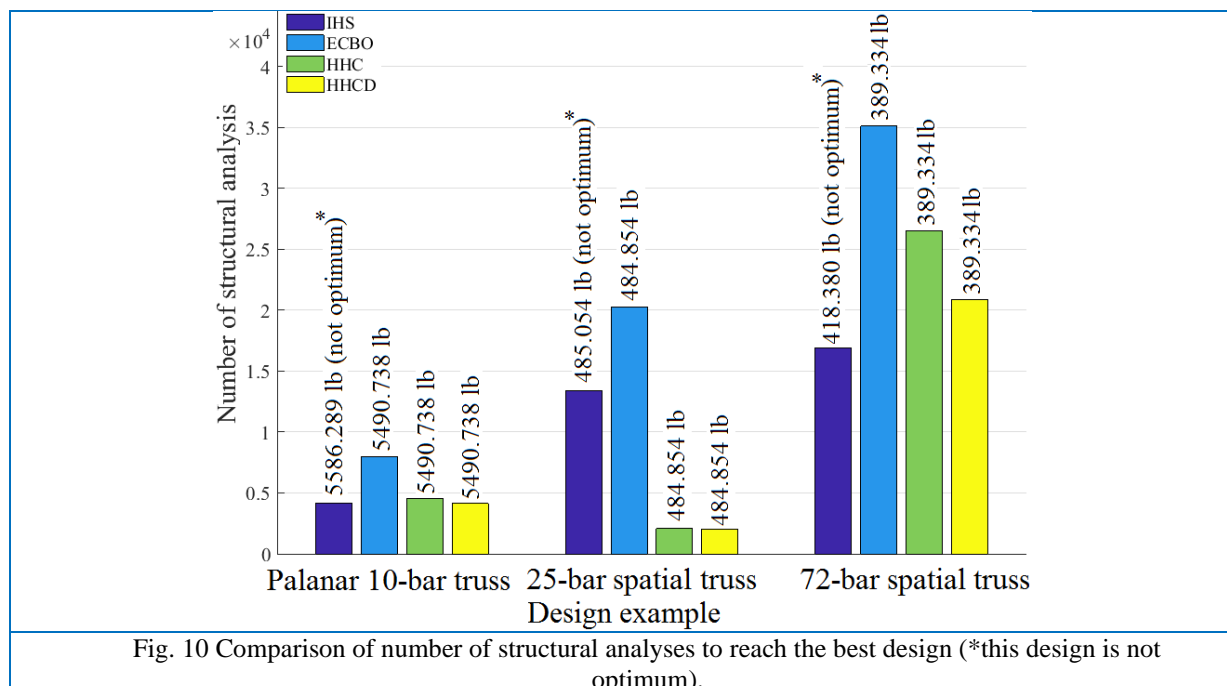 ×10⁴
IHS
ECBO
HHC
HHCD
Number of structural analysis
4
3.5
3
2.5
2
1.5
1
0.5
0
5586.289 lb (not optimum)*
5490.738 lb
5490.738 lb
5490.738 lb
485.054 lb (not optimum)*
484.854 lb
484.854 lb
484.854 lb
418.380 lb (not optimum)*
389.334 lb
389.334 lb
389.334 lb
Palanar 10-bar truss
25-bar spatial truss
72-bar spatial truss
Design example
Fig. 10 Comparison of number of structural analyses to reach the best design (*this design is not
optimum).